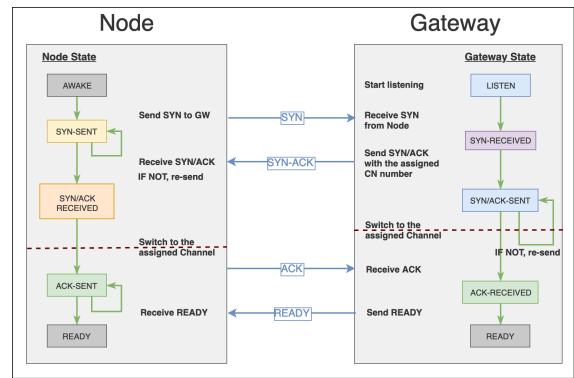 Node
Gateway
Node State
Gateway State
AWAKE
Start listening
LISTEN
Send SYN to GW
SYN
Receive SYN
from Node
SYN-SENT
SYN-RECEIVED
Receive SYN/ACK
IF NOT, re-send
SYN-ACK
Send SYN/ACK
with the assigned
CN number
SYN/ACK
RECEIVED
SYN/ACK-SENT
Switch to the
assigned Channel
Switch to the
assigned Channel
IF NOT, re-send
ACK
Receive ACK
ACK-SENT
ACK-RECEIVED
Receive READY
READY
Send READY
READY
READY